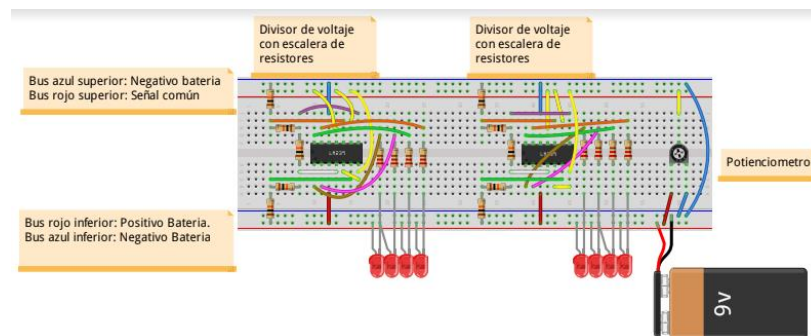 Divisor de voltaje
con escalera de
resistores
Divisor de voltaje
con escalera de
resistores
Bus azul superior: Negativo bateria
Bus rojo superior: Señal común
Potienciometro
Bus rojo inferior: Positivo Bateria.
Bus azul inferior: Negativo Bateria
9v